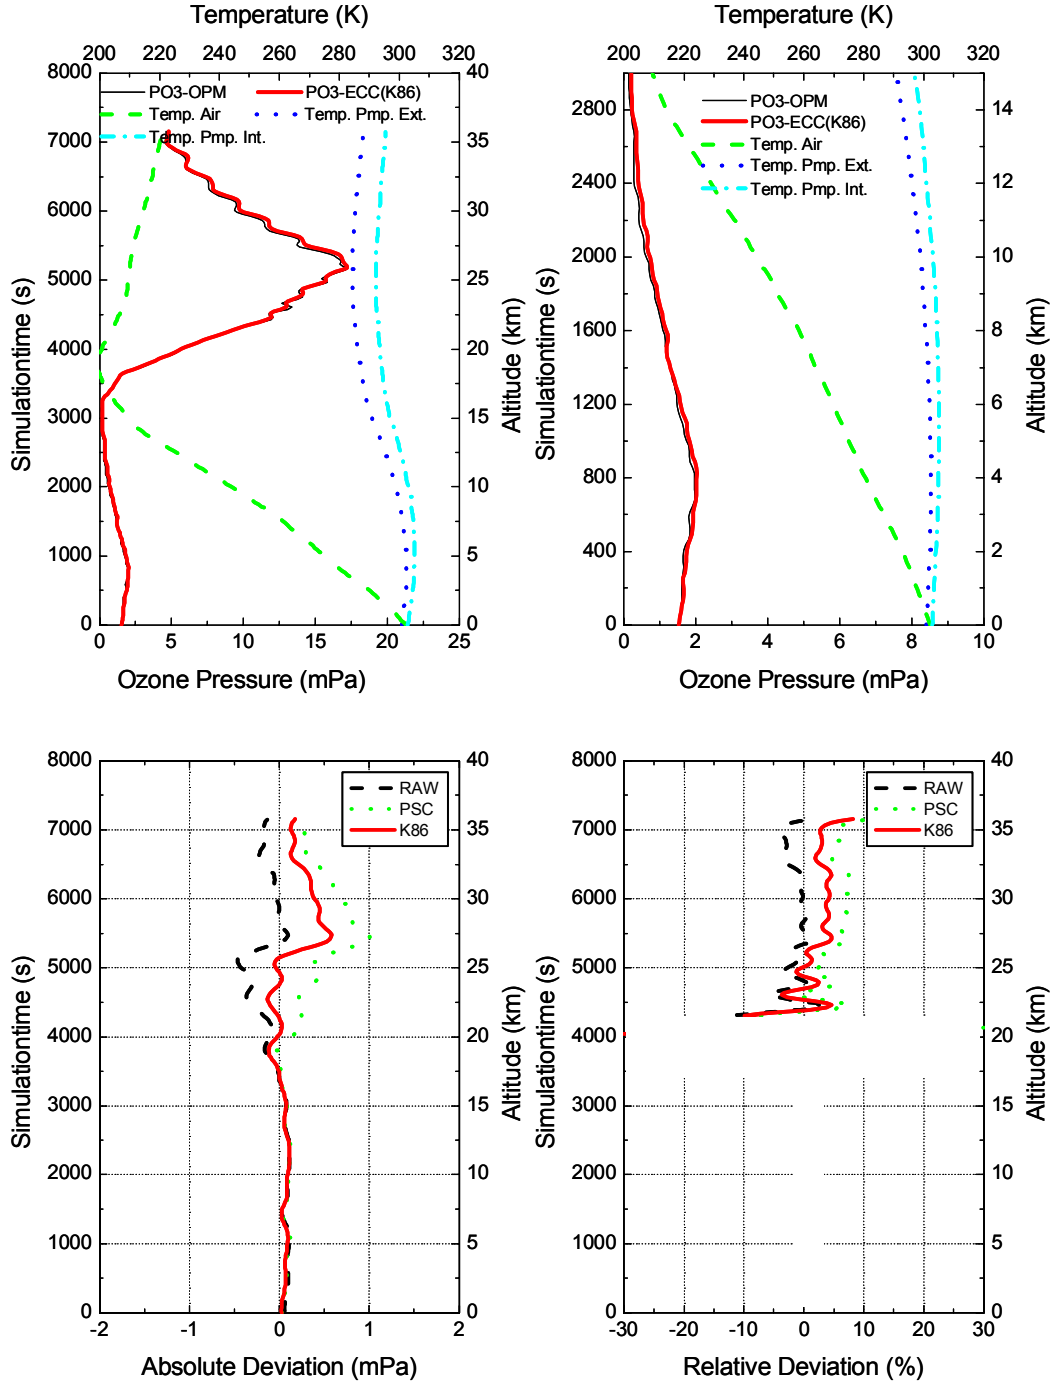 Temperature (K)
200 220 240 260 280 300 320
8000 7000 6000 5000 4000 3000 2000 1000 0
Simulationtime (s)
40 35 30 25 20 15 10 5 0
Altitude (km)
PO3-OPM PO3-ECC(K86)
Temp. Air Temp. Pmp. Ext.
Temp. Pmp. Int.
0 5 10 15 20 25
Ozone Pressure (mPa)
Temperature (K)
200 220 240 260 280 300 320
2800 2400 2000 1600 1200 800 400 0
Simulationtime (s)
14 12 10 8 6 4 2 0
Altitude (km)
PO3-OPM
PO3-ECC(K86)
Temp. Air
Temp. Pmp. Ext.
Temp. Pmp. Int.
0 2 4 6 8 10
Ozone Pressure (mPa)
8000 7000 6000 5000 4000 3000 2000 1000 0
Simulationtime (s)
40 35 30 25 20 15 10 5 0
Altitude (km)
RAW
PSC
K86
-2 -1 0 1 2
Absolute Deviation (mPa)
8000 7000 6000 5000 4000 3000 2000 1000 0
Simulationtime (s)
40 35 30 25 20 15 10 5 0
Altitude (km)
RAW
PSC
K86
-30 -20 -10 0 10 20 30
Relative Deviation (%)